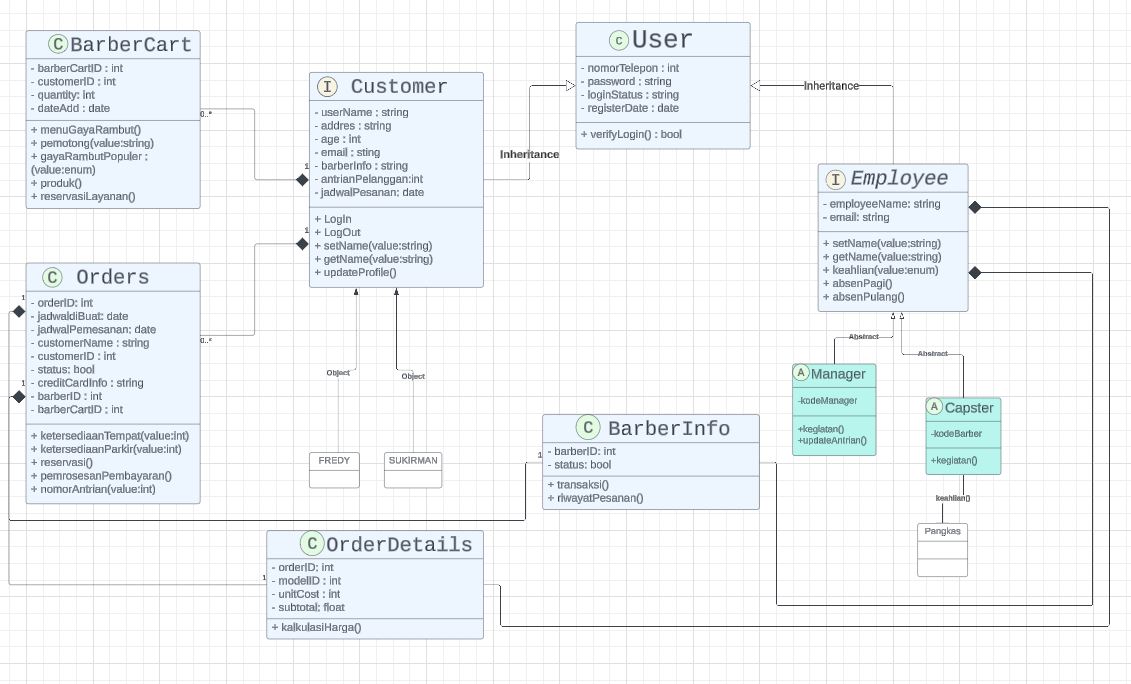 C BarberCart
- barberCartID : int
- customerID : int
- quantity: int
- dateAdd : date
+ menuGayaRambut()
+ pemotong(value:string)
+ gayaRambutPopuler :
(value:enum)
+ produk()
+ reservasiLayanan()
0..*
I Customer
- userName : string
- addres : string
- age : int
- email : sting
- barberInfo : string
- antrianPelanggan:int
- jadwalPesanan: date
+ LogIn
+ LogOut
+ setName(value:string)
+ getName(value:string)
+ updateProfile()
1
1
C User
- nomorTelepon : int
- password : string
- loginStatus : string
- registerDate : date
+ verifyLogin() : bool
Inheritance
Inheritance
I Employee
- employeeName: string
- email: string
+ setName(value;string)
+ getName(value:string)
+ keahlian(value:enum)
+ absenPagi()
+ absenPulang()
C Orders
- orderID: int
- jadwaldiBuat: date
- jadwalPemesanan: date
- customerName : string
- customerID : int
- status: bool
- creditCardInfo : string
- barberID : int
- barberCartID : int
+ ketersediaanTempat(value:int)
+ ketersediaanParkir(value:int)
+ reservasi()
+ pemrosesanPembayaran()
+ nomorAntrian(value:int)
1
1
0..*
Object
Object
FREDY
SUKIRMAN
Abstract
Abstract
A Manager
-kodeManager
+kegiatan()
+updateAntrian()
A Capster
-kodeBarber
+kegiatan()
keahlian()
Pangkas
C BarberInfo
- barberID: int
- status: bool
+ transaksi()
+ riwayatPesanan()
1
C OrderDetails
- orderID: int
- modelID : int
- unitCost : int
- subtotal: float
+ kalkulasiHarga()
1